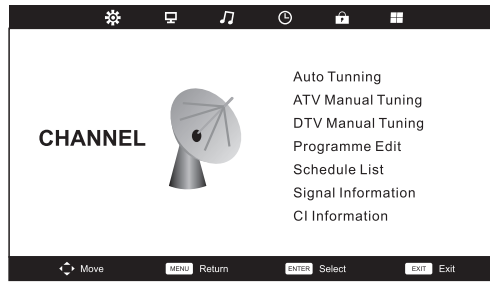 CHANNEL
Auto Tunning
ATV Manual Tuning
DTV Manual Tuning
Programme Edit
Schedule List
Signal Information
CI Information
Move MENU Return ENTER Select EXIT Exit